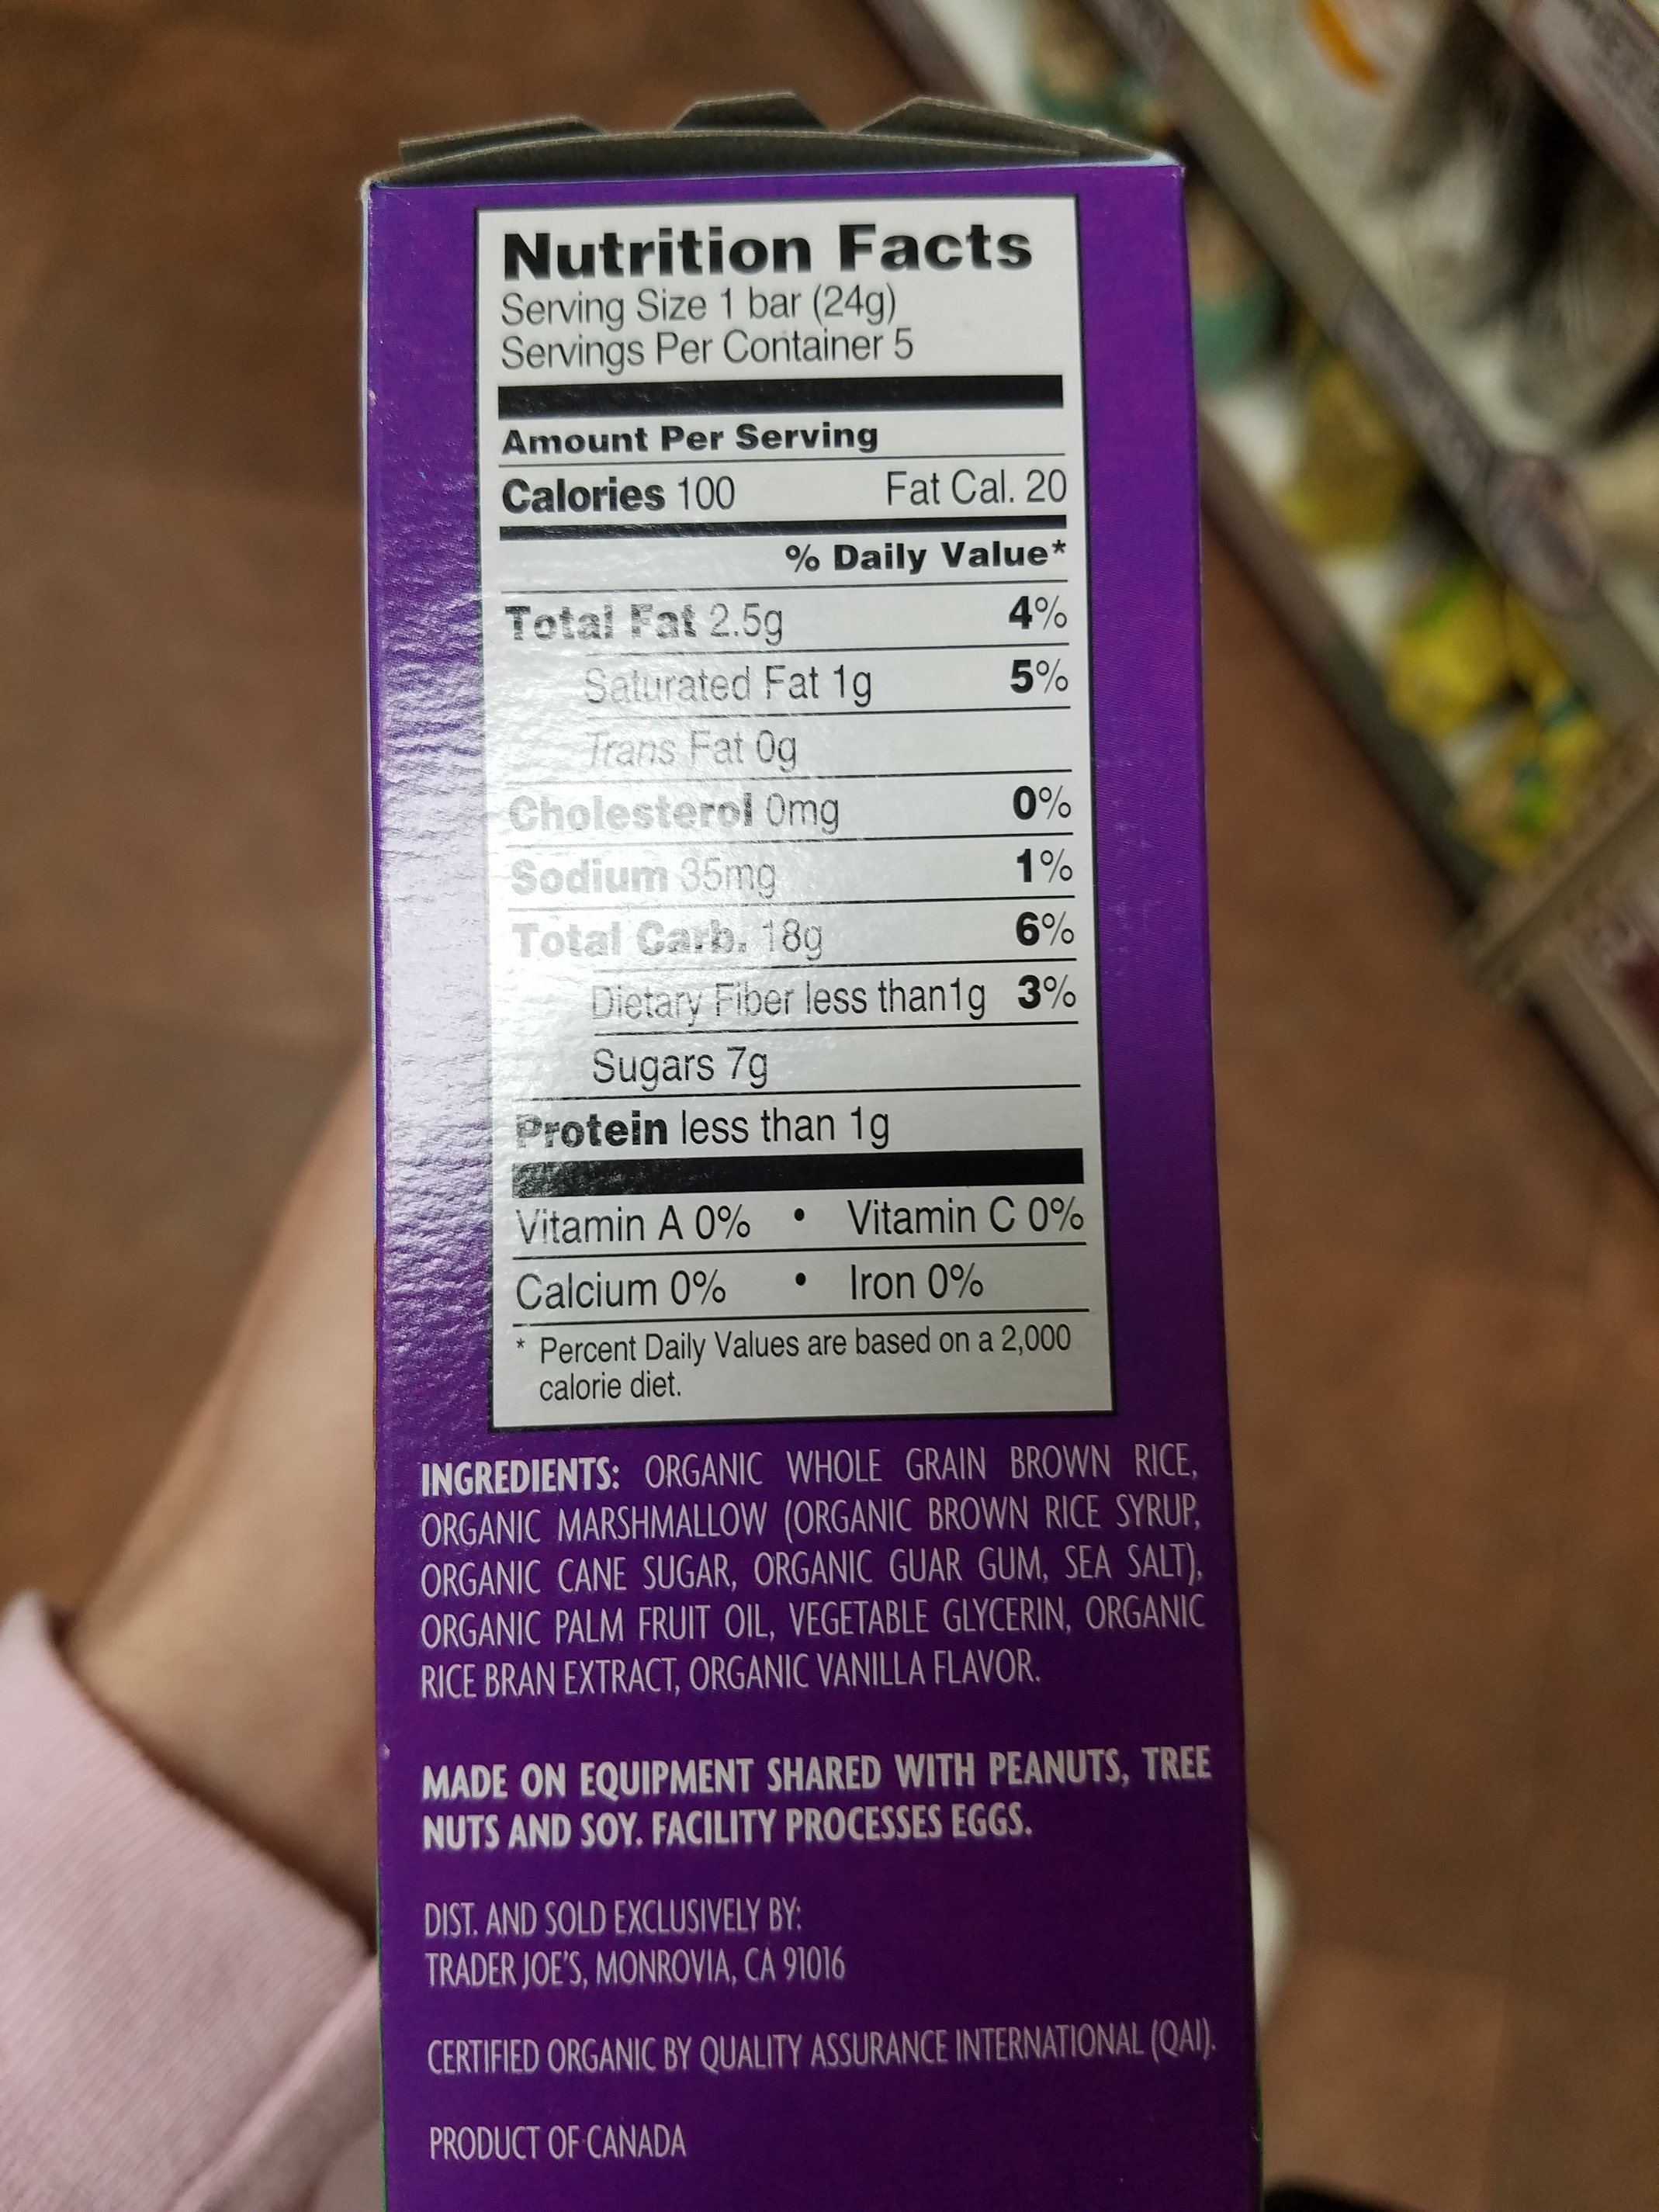 Nutrition Facts
Serving Size 1 bar (24g)
Servings Per Container 5
Amount Per Serving
Calories 100 Fat Cal. 20
% Daily Value*
Total Fat 2.5g 4%
Saturated Fat 1g 5%
Trans Fat 0g
Cholesterol 0mg 0%
Sodium 35mg 1%
Total Carb. 18g 6%
Dietary Fiber less than1g 3%
Sugars 7g
Protein less than 1g
Vitamin A 0% • Vitamin C 0%
Calcium 0% • Iron 0%
* Percent Daily Values are based on a 2,000
calorie diet.
INGREDIENTS: ORGANIC WHOLE GRAIN BROWN RICE,
ORGANIC MARSHMALLOW (ORGANIC BROWN RICE SYRUP,
ORGANIC CANE SUGAR, ORGANIC GUAR GUM, SEA SALT),
ORGANIC PALM FRUIT OIL, VEGETABLE GLYCERIN, ORGANIC
RICE BRAN EXTRACT, ORGANIC VANILLA FLAVOR.
MADE ON EQUIPMENT SHARED WITH PEANUTS, TREE
NUTS AND SOY. FACILITY PROCESSES EGGS.
DIST. AND SOLD EXCLUSIVELY BY:
TRADER JOE'S, MONROVIA, CA 91016
CERTIFIED ORGANIC BY QUALITY ASSURANCE INTERNATIONAL (QAI).
PRODUCT OF CANADA